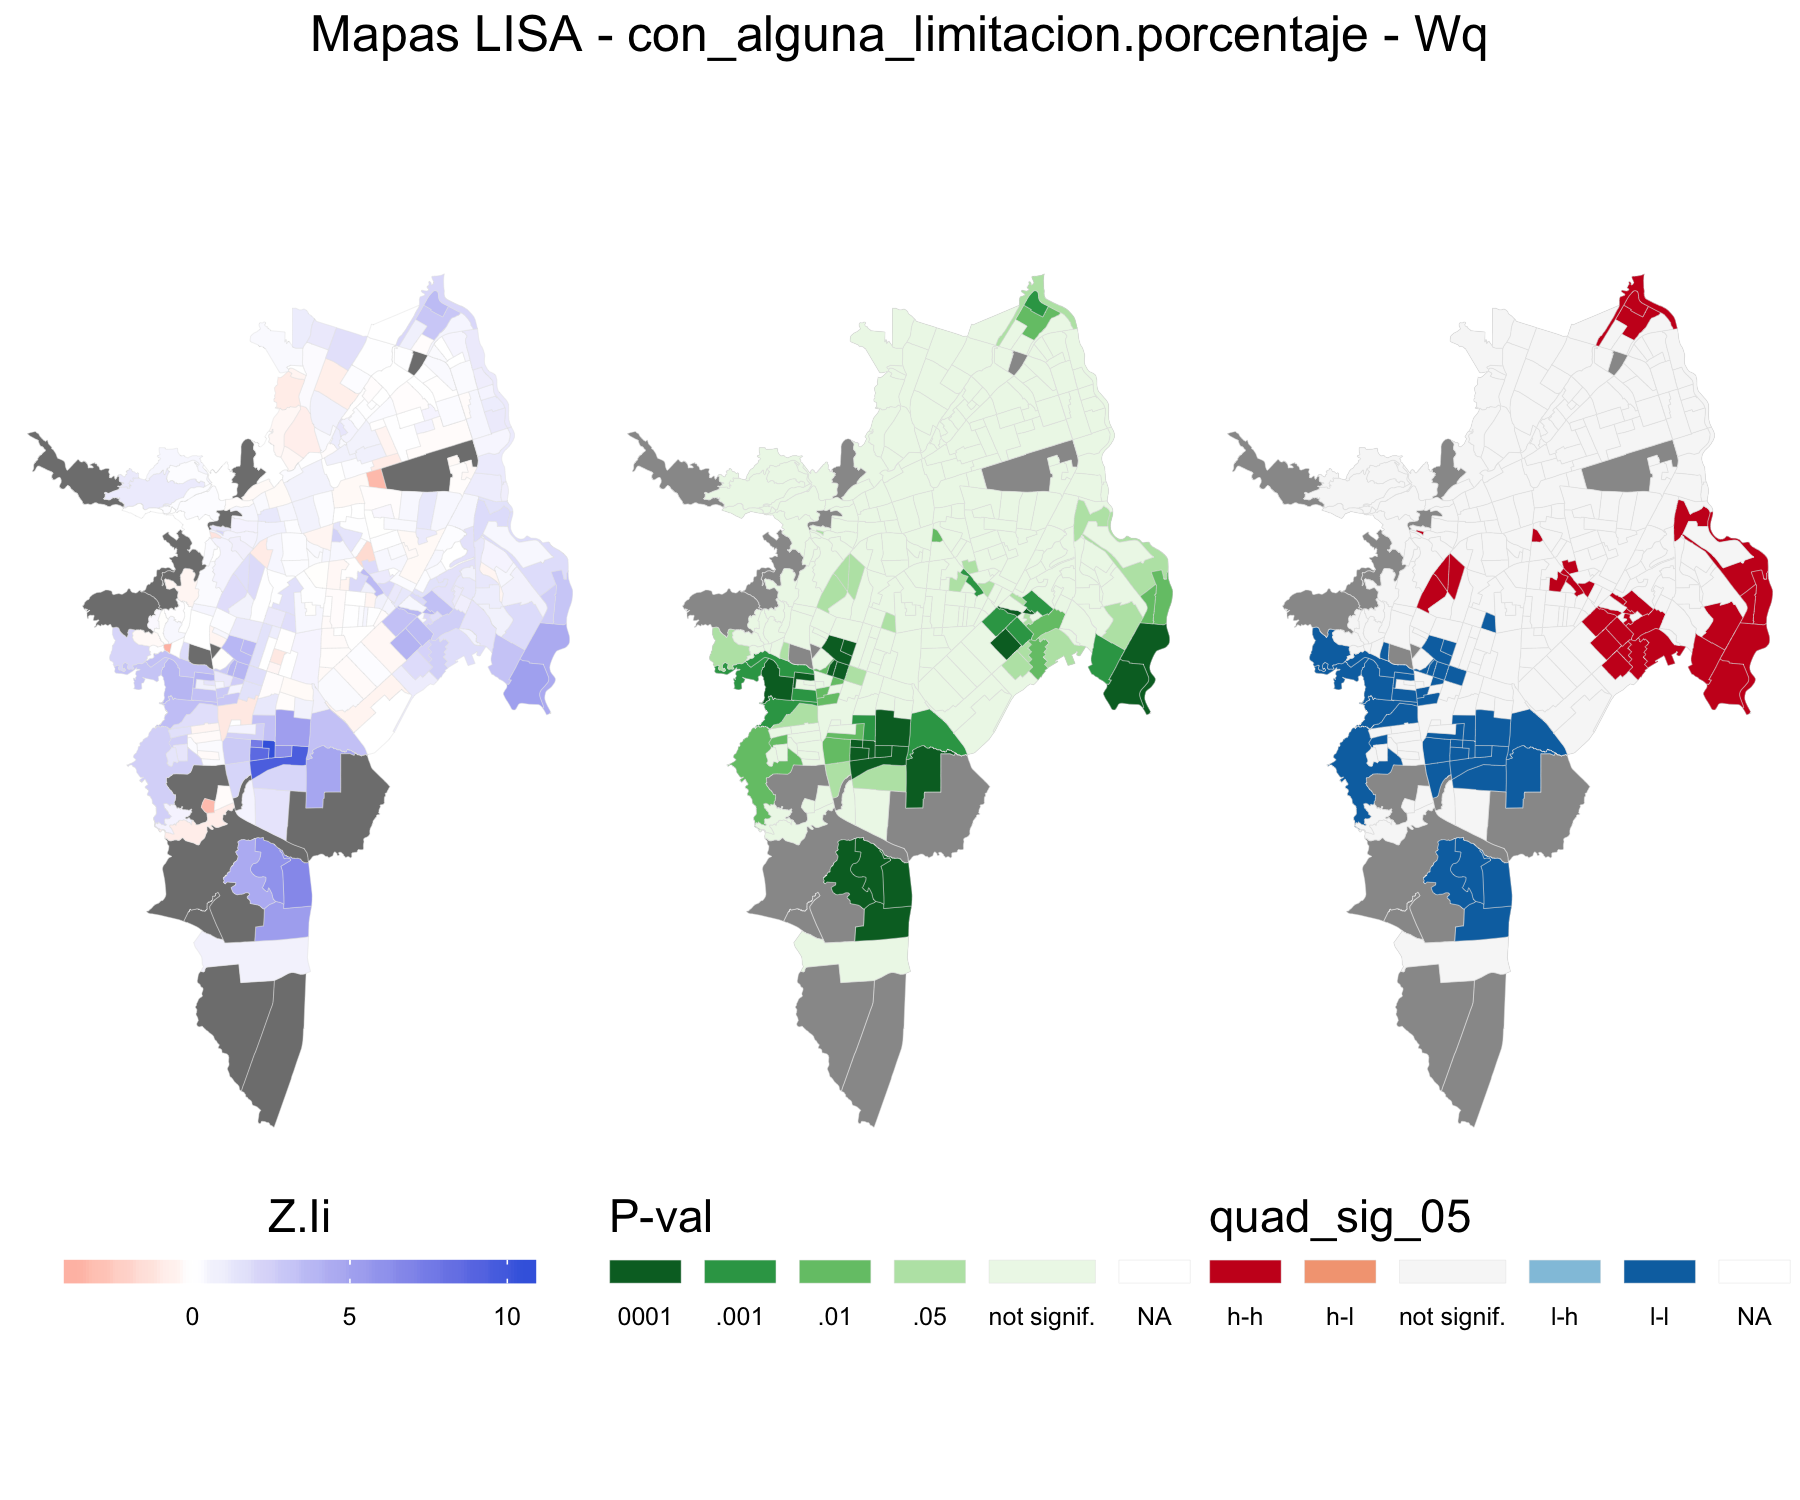 Mapas LISA - con_alguna_limitacion.porcentaje - Wq
Z.Ii P-val quad_sig_05
0 5 10 0001 .001 .01 .05 not signif. NA h-h h-l not signif. l-h l-l NA